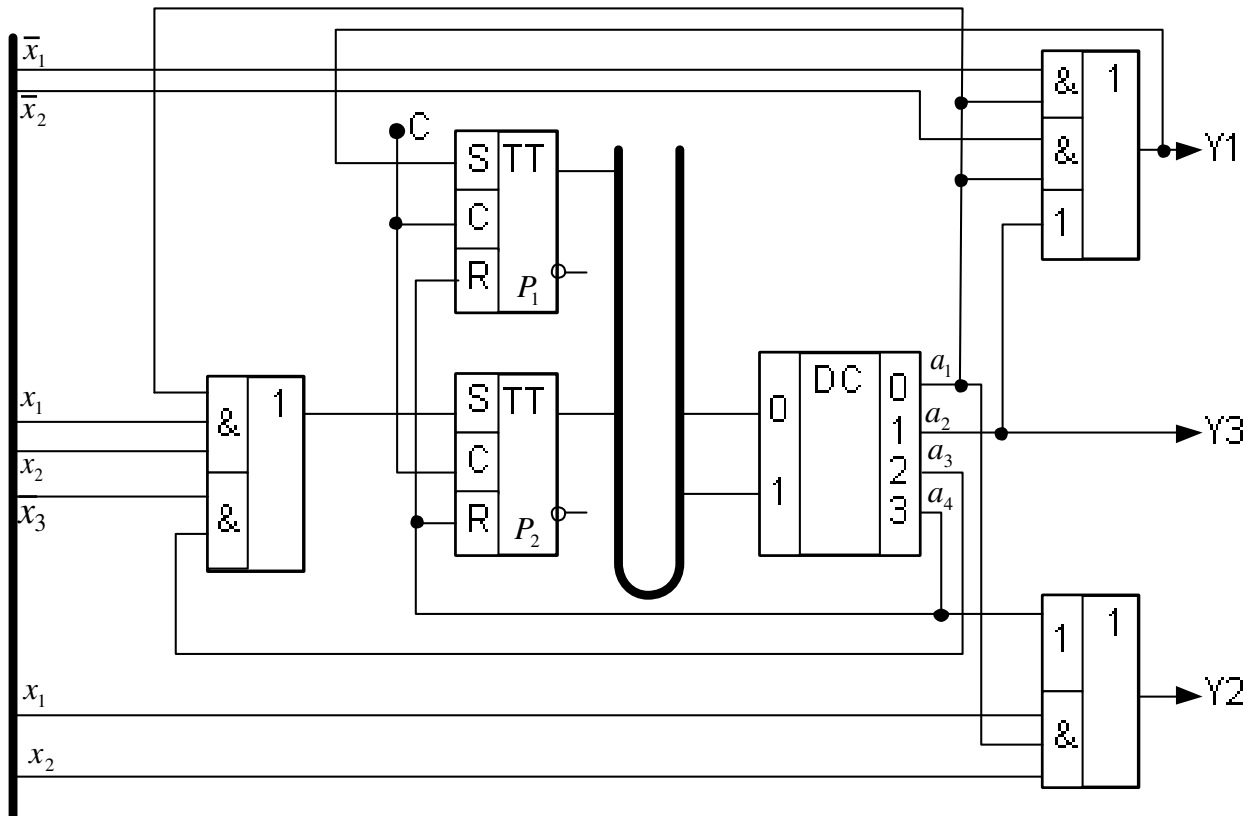 x̅₁
x̅₂
C
& 1
&
1
Y1
S TT
C
R P₁
x₁
x₂
x̅₃
& 1
&
S TT
C
R P₂
0 DC 0
1 1
2
3
a₁
a₂
a₃
a₄
Y3
1 1
&
Y2
x₁
x₂